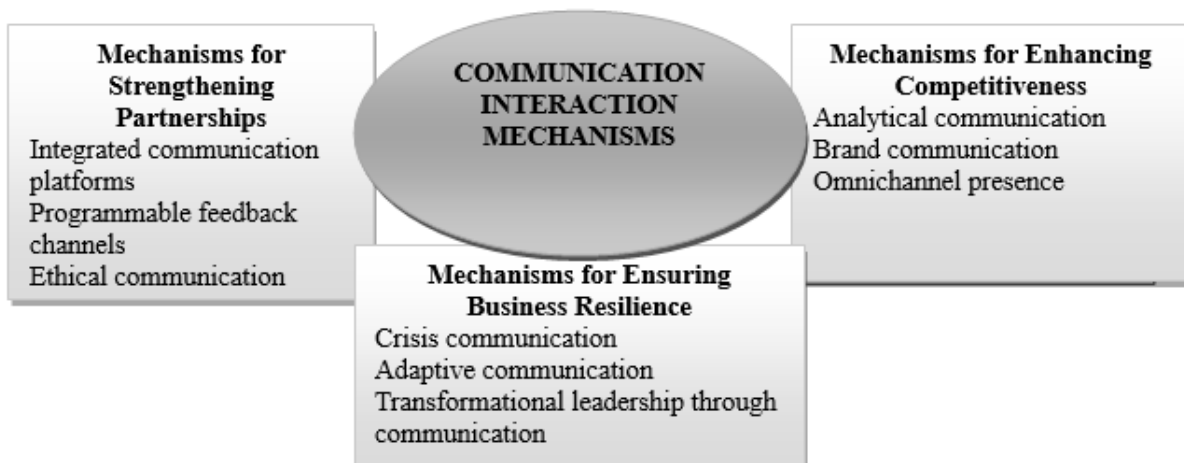 Mechanisms for
Strengthening
Partnerships
Integrated communication
platforms
Programmable feedback
channels
Ethical communication
COMMUNICATION
INTERACTION
MECHANISMS
Mechanisms for Enhancing
Competitiveness
Analytical communication
Brand communication
Omnichannel presence
Mechanisms for Ensuring
Business Resilience
Crisis communication
Adaptive communication
Transformational leadership through
communication